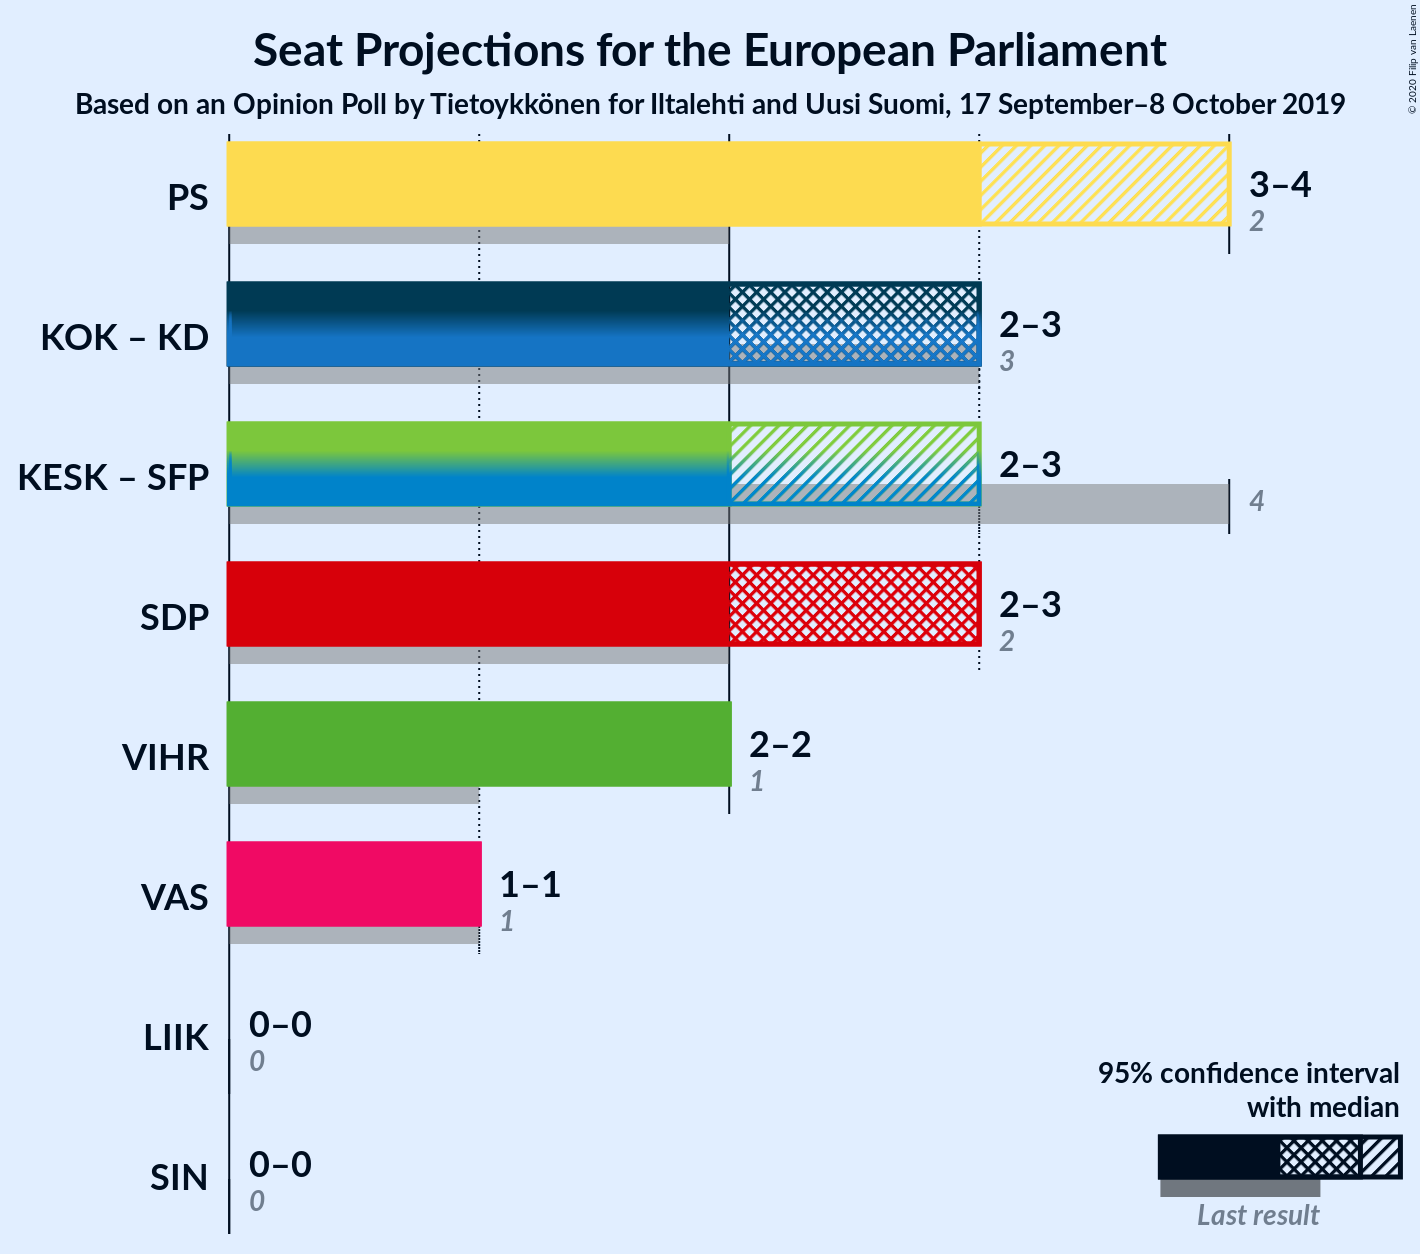 Seat Projections for the European Parliament
Based on an Opinion Poll by Tietoykkönen for Iltalehti and Uusi Suomi, 17 September–8 October 2019
© 2020 Filip van Laenen
PS
3–4
2
KOK – KD
2–3
3
KESK – SFP
2–3
4
SDP
2–3
2
VIHR
2–2
1
VAS
1–1
1
LIIK
0–0
0
SIN
0–0
0
95% confidence interval
with median
Last result